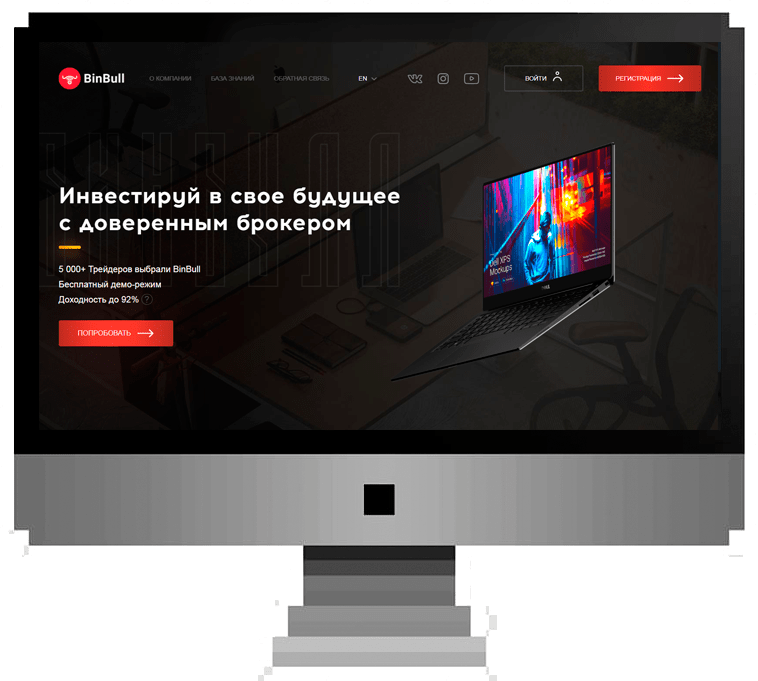 BinBull
О КОМПАНИИ
БАЗА ЗНАНИЙ
ОБРАТНАЯ СВЯЗЬ
EN
ВОЙТИ
РЕГИСТРАЦИЯ
Инвестируй в свое будущее
с доверенным брокером
5 000+ Трейдеров выбрали BinBull
Бесплатный демо-режим
Доходность до 92% ?
ПОПРОБОВАТЬ
Dell XPS
Mockups